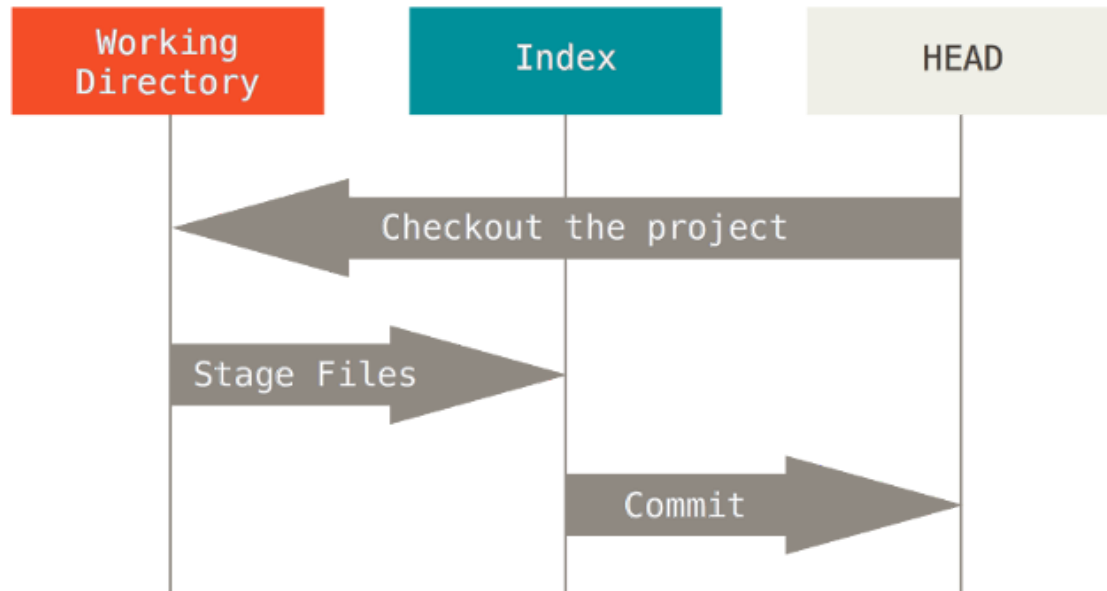 Working
Directory
Index
HEAD
Checkout the project
Stage Files
Commit